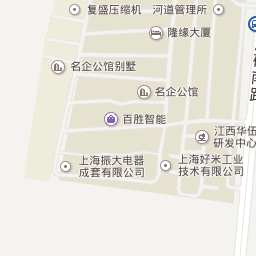 复盛压缩机
河道管理所
隆缘大厦
名企公馆别墅
名企公馆
百胜智能
江西华伍
研发中心
上海振大电器
成套有限公司
上海好米工业
技术有限公司
南
路